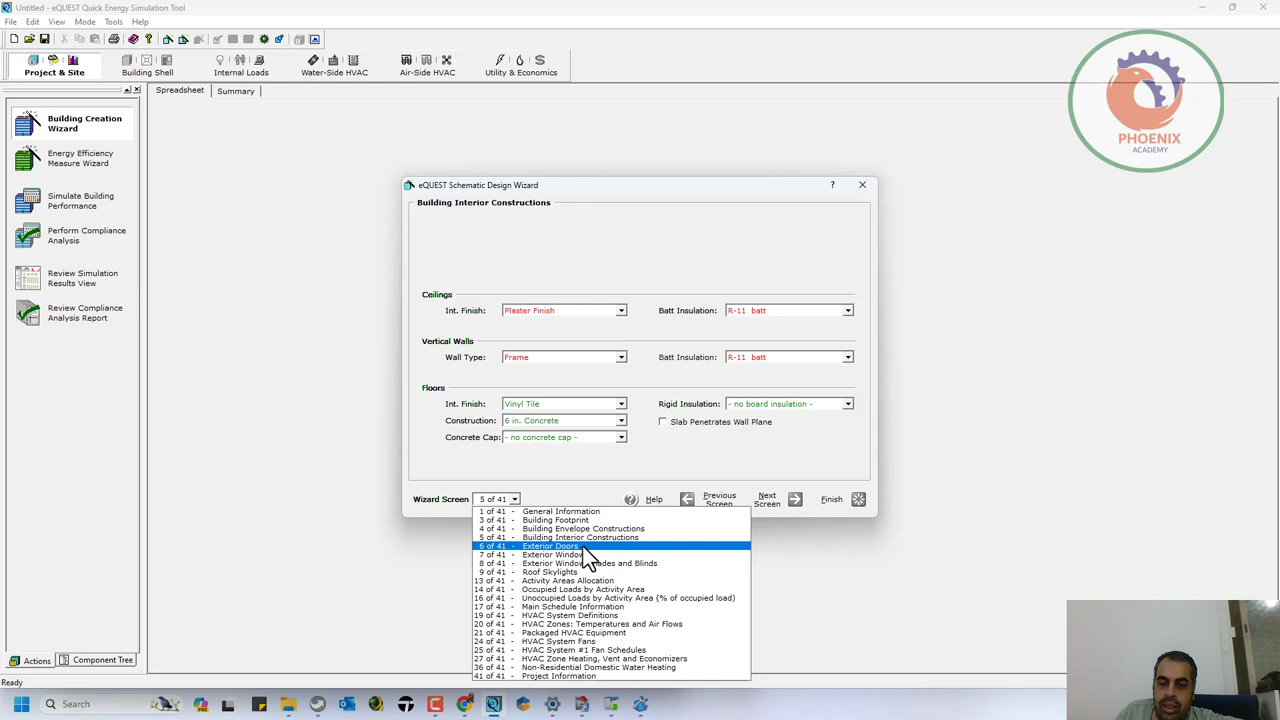 Untitled - eQUEST Quick Energy Simulation Tool
File Edit View Mode Tools Help
Project & Site
Building Shell
Internal Loads
Water-Side HVAC
Air-Side HVAC
Utility & Economics
Spreadsheet
Summary
Building Creation
Wizard
Energy Efficiency
Measure Wizard
Simulate Building
Performance
Perform Compliance
Analysis
Review Simulation
Results View
Review Compliance
Analysis Report
PHOENIX
ACADEMY
eQUEST Schematic Design Wizard
Building Interior Constructions
Ceilings
Int. Finish: Plaster Finish Batt Insulation: R-11 batt
Vertical Walls
Wall Type: Frame Batt Insulation: R-11 batt
Floors
Int. Finish: Vinyl Tile Rigid Insulation: - no board insulation -
Construction: 6 in. Concrete Slab Penetrates Wall Plane
Concrete Cap: - no concrete cap -
Wizard Screen 5 of 41 Help Previous Screen Next Screen Finish
1 of 41 - General Information
3 of 41 - Building Footprint
4 of 41 - Building Envelope Constructions
5 of 41 - Building Interior Constructions
6 of 41 - Exterior Doors
7 of 41 - Exterior Window
8 of 41 - Exterior Window ades and Blinds
9 of 41 - Roof Skylights
13 of 41 - Activity Areas Allocation
14 of 41 - Occupied Loads by Activity Area
16 of 41 - Unoccupied Loads by Activity Area (% of occupied load)
17 of 41 - Main Schedule Information
19 of 41 - HVAC System Definitions
20 of 41 - HVAC Zones: Temperatures and Air Flows
21 of 41 - Packaged HVAC Equipment
24 of 41 - HVAC System Fans
25 of 41 - HVAC System #1 Fan Schedules
27 of 41 - HVAC Zone Heating, Vent and Economizers
36 of 41 - Non-Residential Domestic Water Heating
41 of 41 - Project Information
Actions
Component Tree
Ready
Search